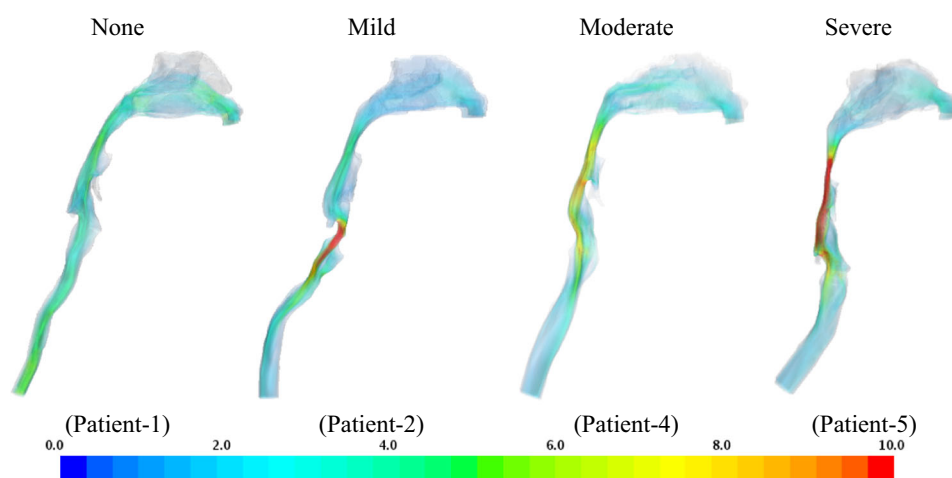 None Mild Moderate Severe
(Patient-1) (Patient-2) (Patient-4) (Patient-5)
0.0 2.0 4.0 6.0 8.0 10.0